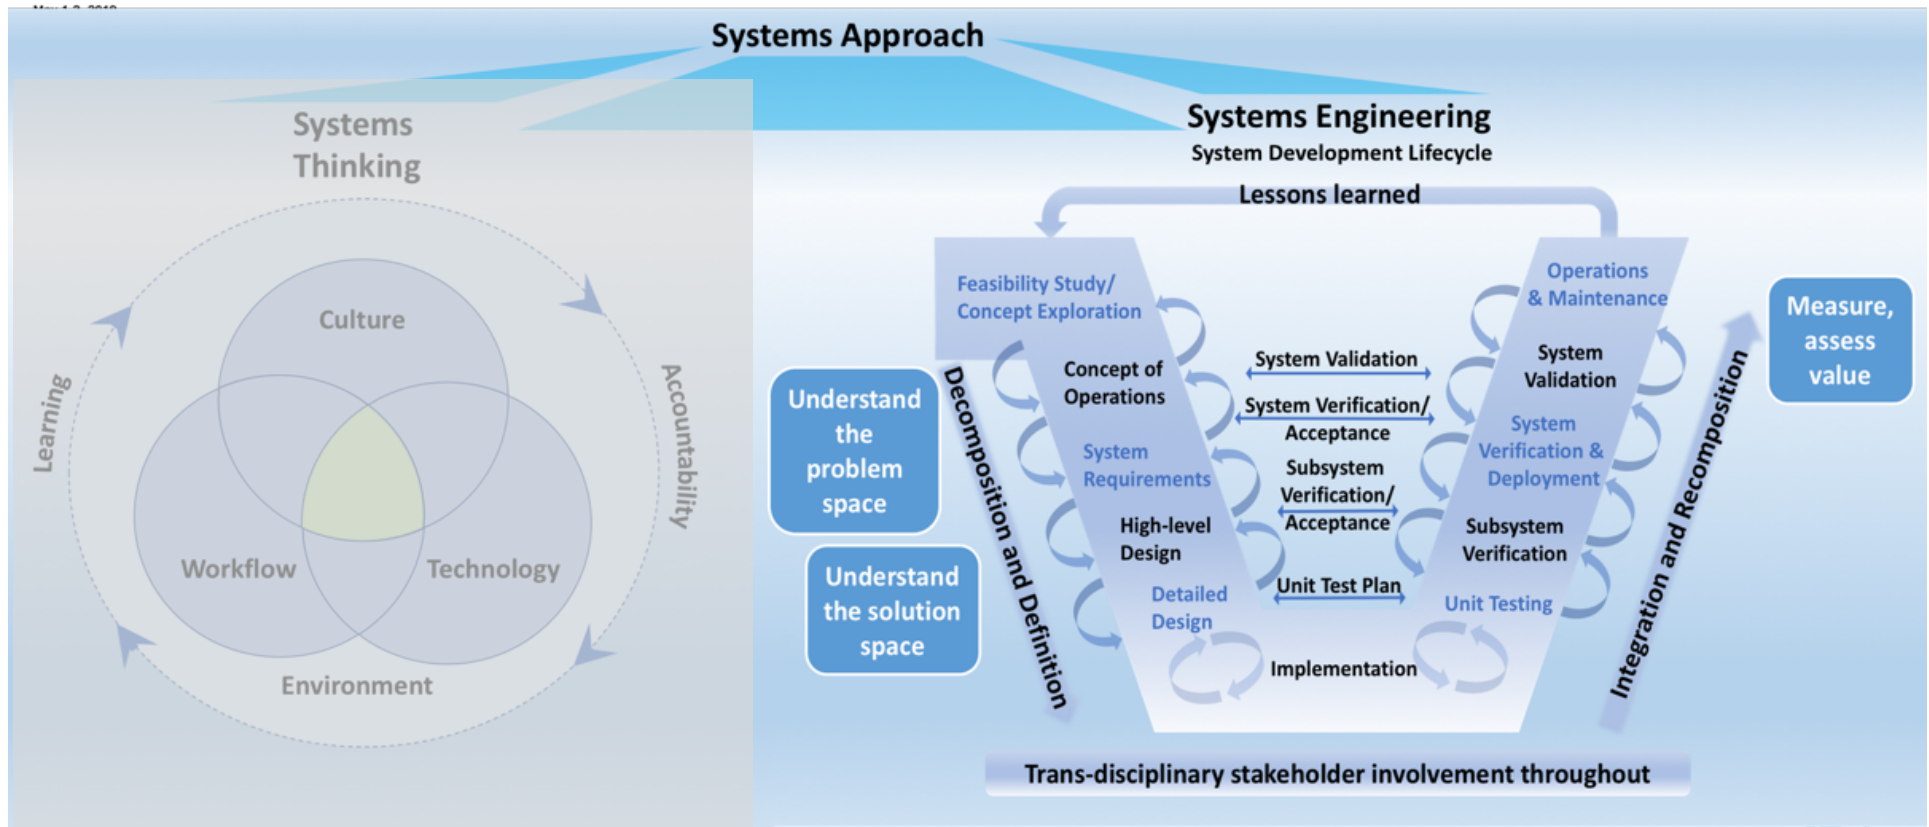 Systems Approach
Systems
Thinking
Culture
Workflow
Technology
Environment
Learning
Accountability
Systems Engineering
System Development Lifecycle
Lessons learned
Feasibility Study/
Concept Exploration
Concept of
Operations
System
Requirements
High-level
Design
Detailed
Design
Understand
the
problem
space
Understand
the solution
space
Decomposition and Definition
System Validation
System Verification/
Acceptance
Subsystem
Verification/
Acceptance
Unit Test Plan
Implementation
Operations
& Maintenance
System
Validation
System
Verification &
Deployment
Subsystem
Verification
Unit Testing
Integration and Recomposition
Measure,
assess
value
Trans-disciplinary stakeholder involvement throughout